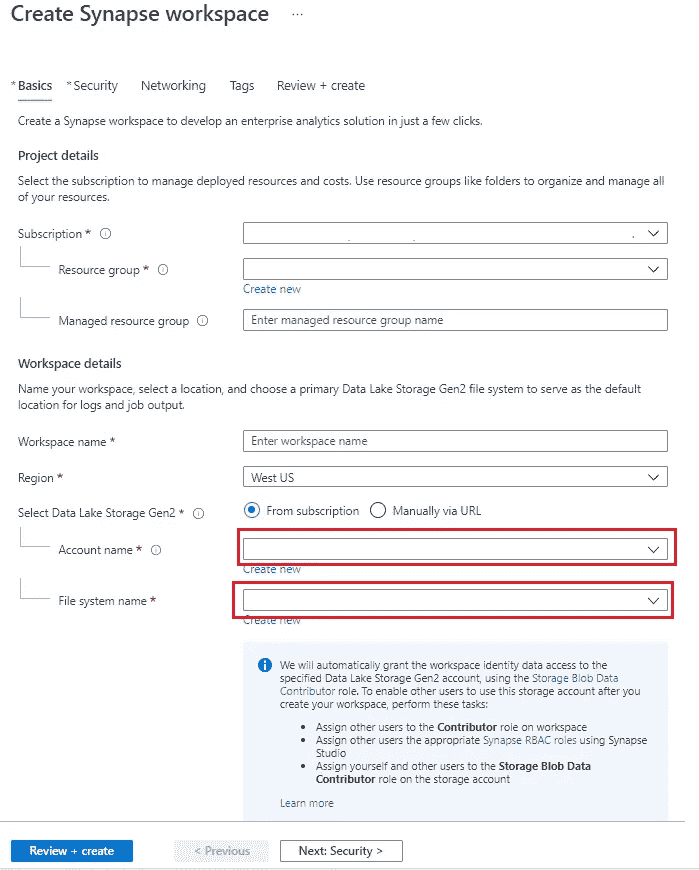 Create Synapse workspace ...
*Basics *Security Networking Tags Review + create
Create a Synapse workspace to develop an enterprise analytics solution in just a few clicks.
Project details
Select the subscription to manage deployed resources and costs. Use resource groups like folders to organize and manage all
of your resources.
Subscription *
Resource group *
Create new
Managed resource group
Enter managed resource group name
Workspace details
Name your workspace, select a location, and choose a primary Data Lake Storage Gen2 file system to serve as the default
location for logs and job output.
Workspace name *
Enter workspace name
Region *
West US
Select Data Lake Storage Gen2 *
From subscription Manually via URL
Account name *
Create new
File system name *
Create new
We will automatically grant the workspace identity data access to the
specified Data Lake Storage Gen2 account, using the Storage Blob Data
Contributor role. To enable other users to use this storage account after you
create your workspace, perform these tasks:
• Assign other users to the Contributor role on workspace
• Assign other users the appropriate Synapse RBAC roles using Synapse
Studio
• Assign yourself and other users to the Storage Blob Data
Contributor role on the storage account
Learn more
Review + create < Previous Next: Security >